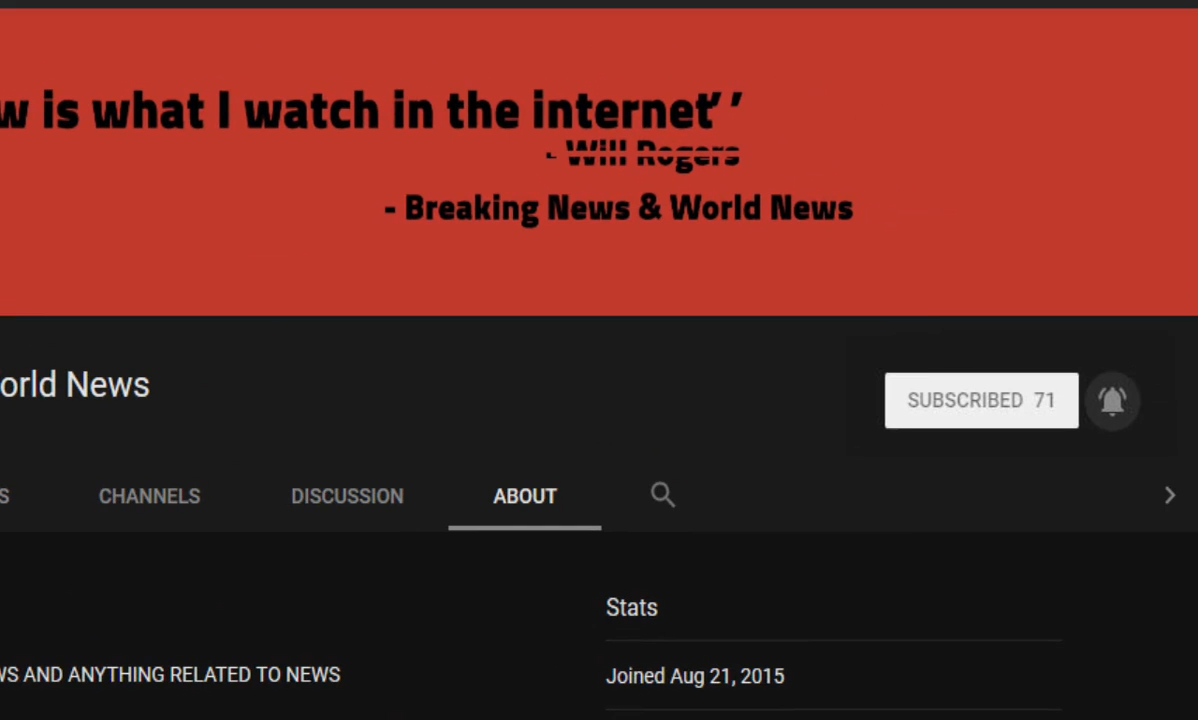 w is what I watch in the internet’’
- Will Rogers
- Breaking News & World News
orld News
SUBSCRIBED 71
S CHANNELS DISCUSSION ABOUT
Stats
WS AND ANYTHING RELATED TO NEWS
Joined Aug 21, 2015